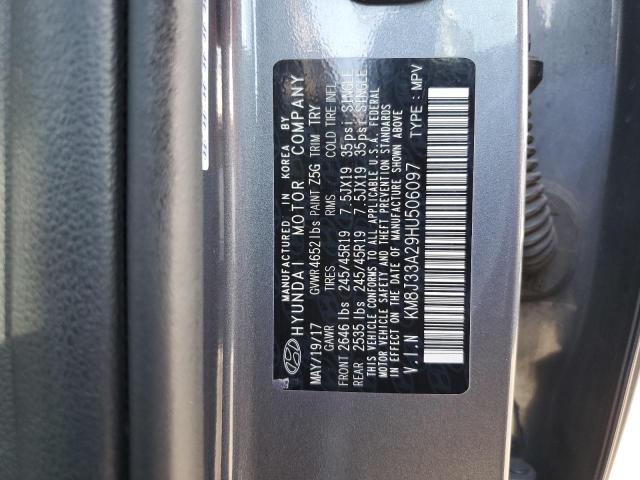 MANUFACTURED IN KOREA BY
HYUNDAI MOTOR COMPANY
MAY/19/17 GVWR 4652 lbs PAINT Z5G TRIM TRY
GAWR TIRES RIMS COLD TIRE INFL
FRONT 2646 lbs 245/45R19 7.5JX19 35psi, SINGLE
REAR 2535 lbs 245/45R19 7.5JX19 35psi, SINGLE
THIS VEHICLE CONFORMS TO ALL APPLICABLE U.S.A. FEDERAL
MOTOR VEHICLE SAFETY AND THEFT PREVENTION STANDARDS
IN EFFECT ON THE DATE OF MANUFACTURE SHOWN ABOVE
V.I.N KM8J33A29HU506097 TYPE : MPV